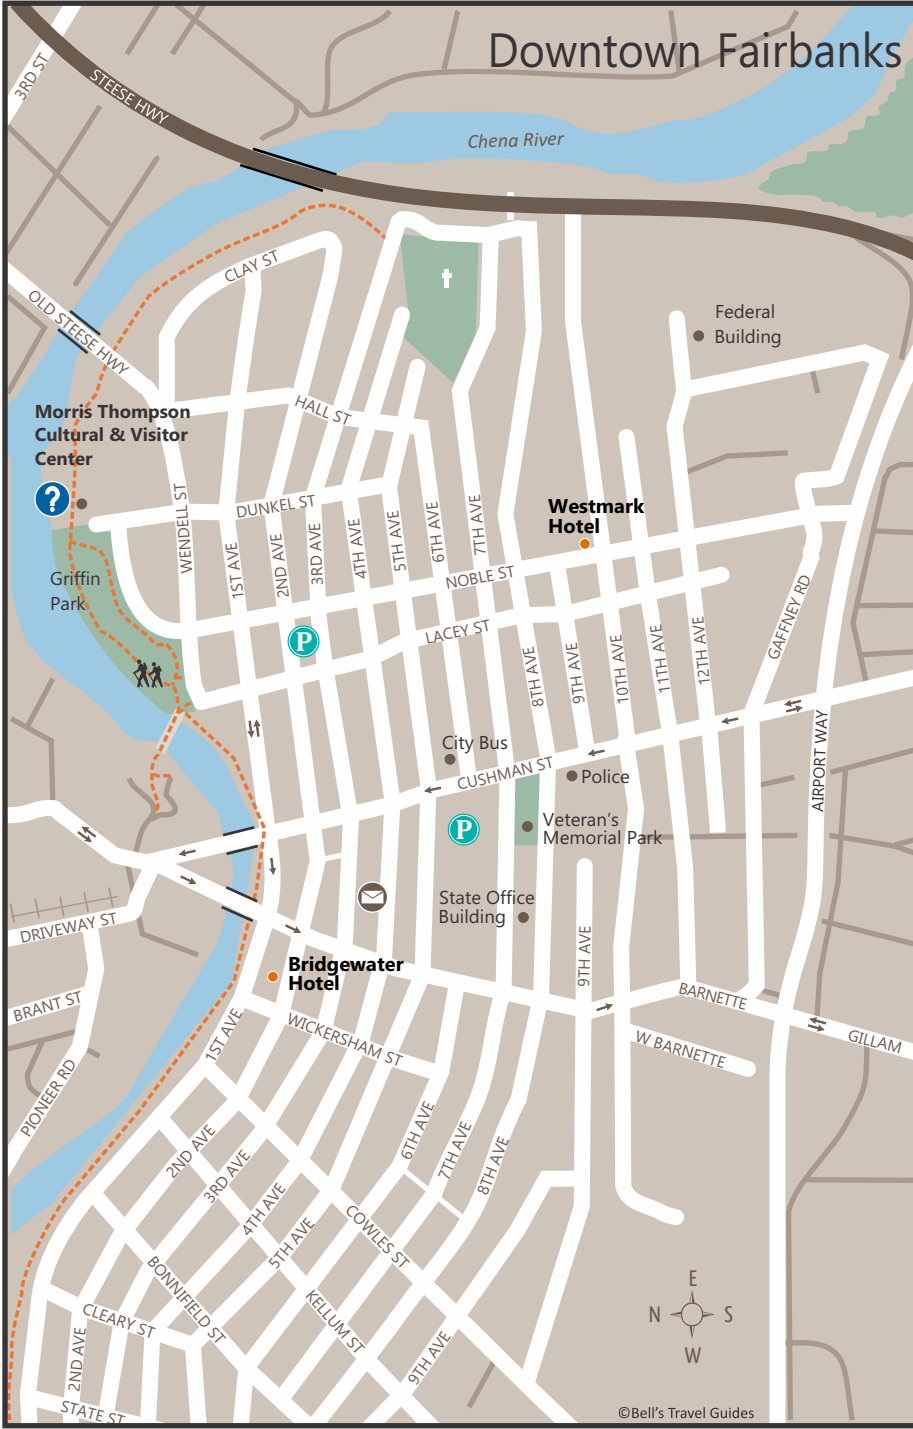 Downtown Fairbanks
3RD ST
STEESE HWY
Chena River
CLAY ST
OLD STEESE HWY
Federal
Building
HALL ST
Morris Thompson
Cultural & Visitor
Center
?
DUNKEL ST
WENDELL ST
Westmark
Hotel
1ST AVE
2ND AVE
3RD AVE
4TH AVE
5TH AVE
6TH AVE
7TH AVE
NOBLE ST
Griffin
Park
P
LACEY ST
8TH AVE
9TH AVE
10TH AVE
11TH AVE
12TH AVE
GAFFNEY RD
City Bus
CUSHMAN ST
Police
AIRPORT WAY
P
Veteran's
Memorial Park
State Office
Building
DRIVEWAY ST
9TH AVE
Bridgewater
Hotel
BRANT ST
BARNETTE
1ST AVE
WICKERSHAM ST
W BARNETTE
GILLAM
PIONEER RD
2ND AVE
3RD AVE
4TH AVE
5TH AVE
6TH AVE
7TH AVE
8TH AVE
COWLES ST
BONNIFIELD ST
KELLUM ST
CLEARY ST
2ND AVE
9TH AVE
STATE ST
E
N
S
W
©Bell's Travel Guides